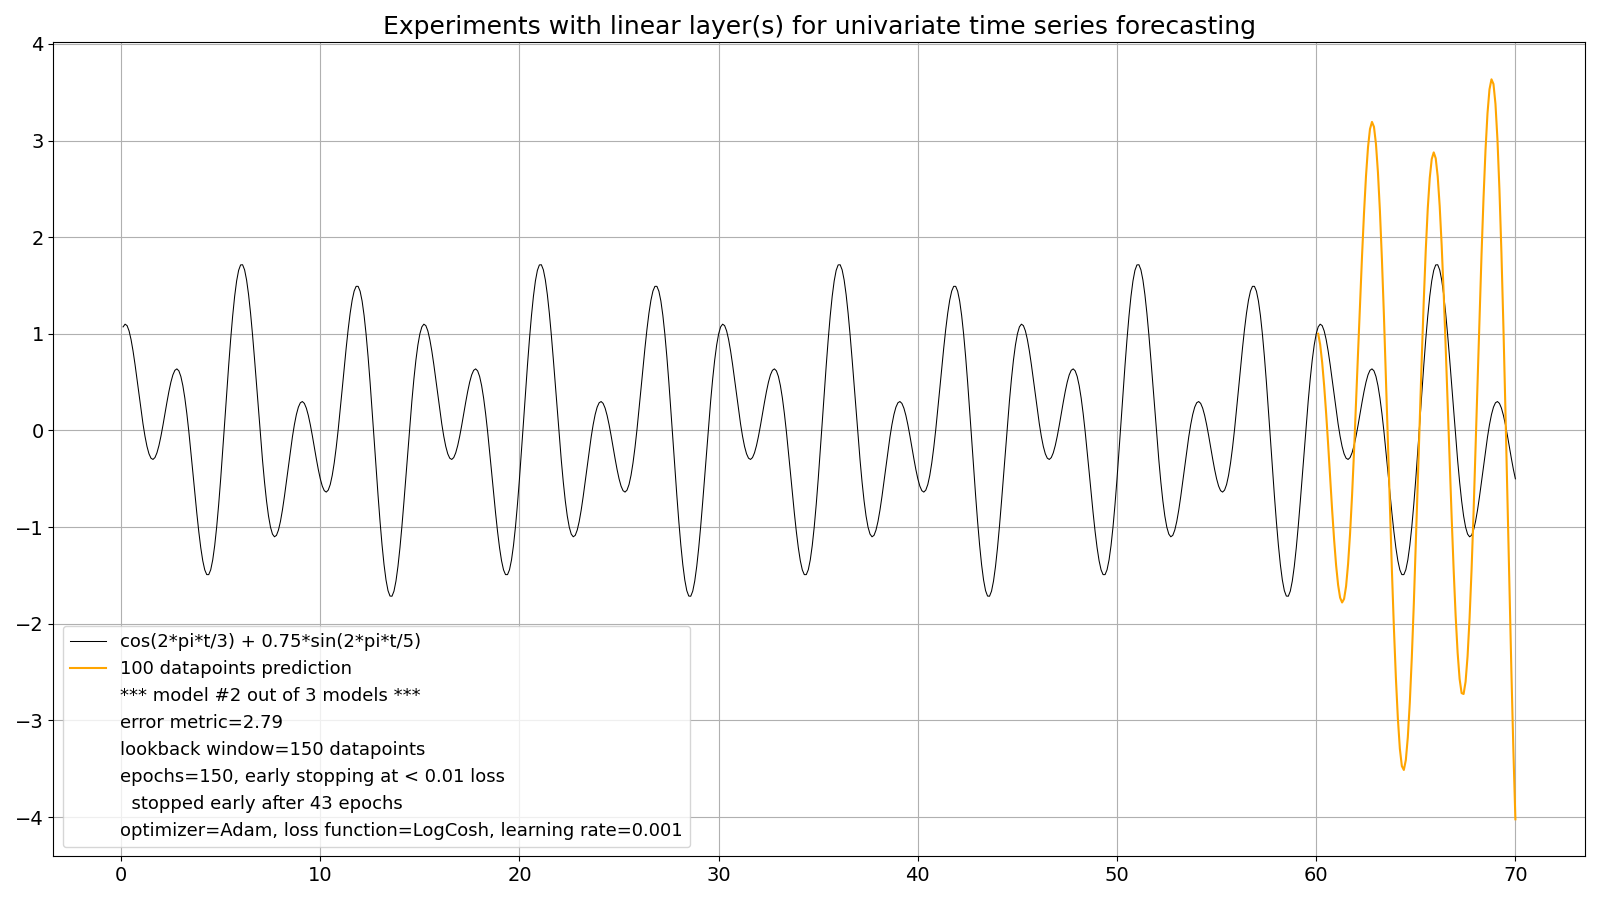 Experiments with linear layer(s) for univariate time series forecasting
4
3
2
1
0
−1
−2
−3
−4
cos(2*pi*t/3) + 0.75*sin(2*pi*t/5)
100 datapoints prediction
*** model #2 out of 3 models ***
error metric=2.79
lookback window=150 datapoints
epochs=150, early stopping at < 0.01 loss
stopped early after 43 epochs
optimizer=Adam, loss function=LogCosh, learning rate=0.001
0 10 20 30 40 50 60 70